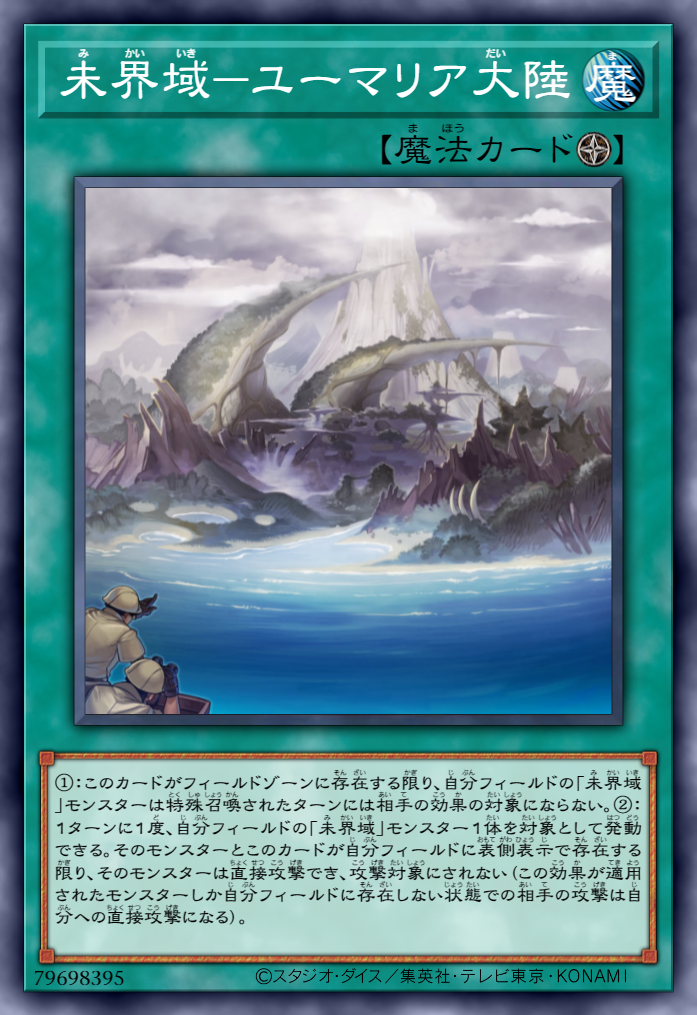 未界域－ユーマリア大陸 魔
【魔法カード】
①：このカードがフィールドゾーンに存在する限り、自分フィールドの「未界域
」モンスターは特殊召喚されたターンには相手の効果の対象にならない。②：
1ターンに1度、自分フィールドの「未界域」モンスター1体を対象として発動
できる。そのモンスターとこのカードが自分フィールドに表側表示で存在する
限り、そのモンスターは直接攻撃でき、攻撃対象にされない（この効果が適用
されたモンスターしか自分フィールドに存在しない状態での相手の攻撃は自
分への直接攻撃になる）。
79698395 ©スタジオ・ダイス／集英社・テレビ東京・KONAMI